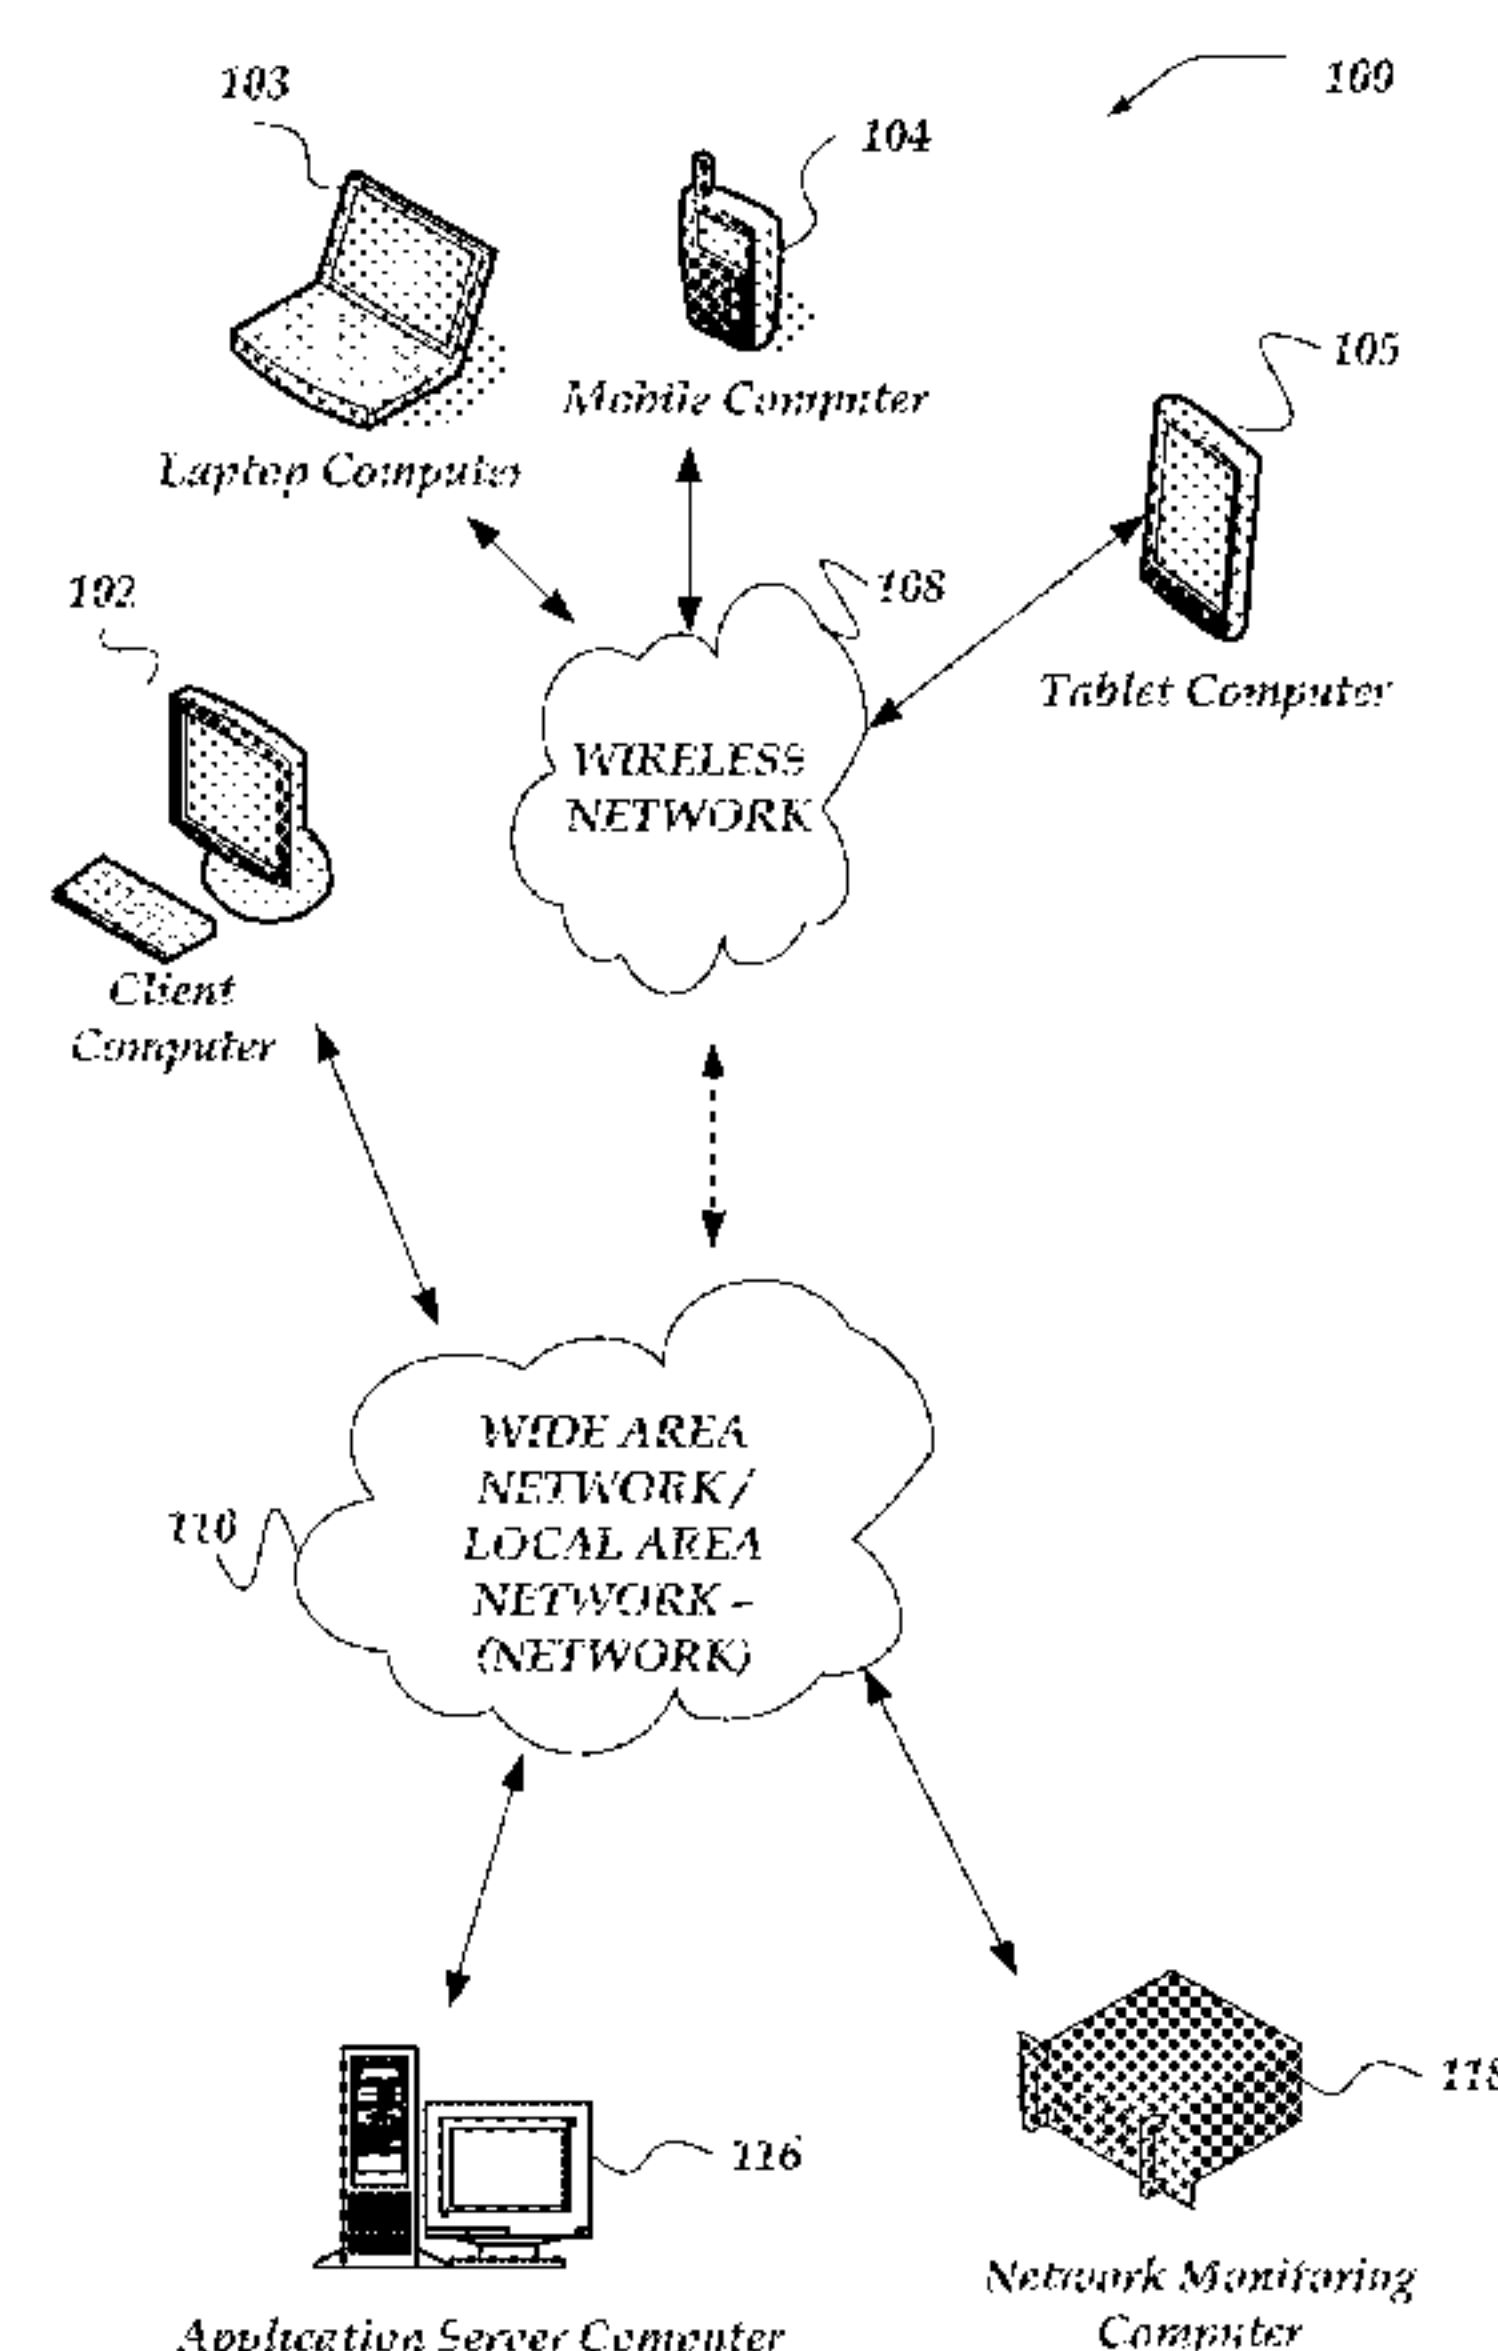 103
100
104
105
Mobile Computer
Laptop Computer
102
108
Tablet Computer
WIRELESS
NETWORK
Client
Computer
WIDE AREA
NETWORK /
LOCAL AREA
NETWORK –
(NETWORK)
110
116
118
Network Monitoring
Computer
Application Server Computer